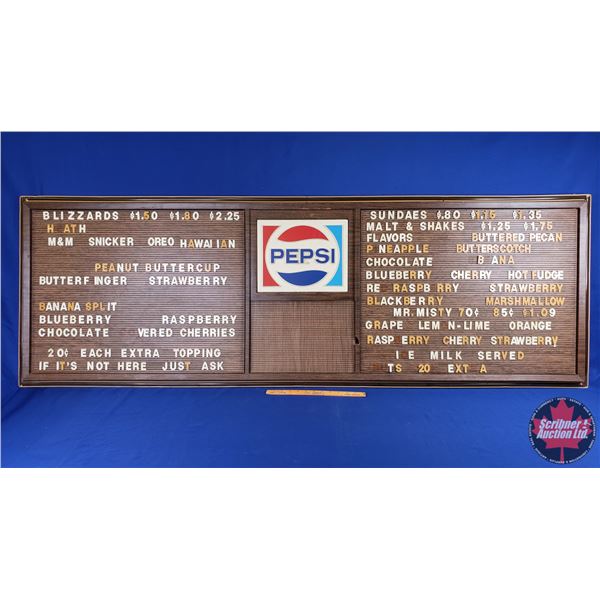 BLIZZARDS ¢1.50 ¢1.80 ¢2.25
H ATH
M&M SNICKER OREO HAWAIIAN
PEANUT BUTTERCUP
BUTTERFINGER STRAWBERRY
BANANA SPLIT
BLUEBERRY RASPBERRY
CHOCOLATE VERED CHERRIES
20¢ EACH EXTRA TOPPING
IF IT'S NOT HERE JUST ASK
PEPSI
SUNDAES ¢.80 ¢1.15 ¢1.35
MALT & SHAKES ¢1.25 ¢1.75
FLAVORS BUTTERED PECAN
P NEAPPLE BUTTERSCOTCH
CHOCOLATE B ANA
BLUEBERRY CHERRY HOT FUDGE
RE RASPB RRY STRAWBERRY
BLACKBERRY MARSHMALLOW
MR. MISTY 70¢ 85¢ ¢1.09
GRAPE LEM N-LIME ORANGE
RASP ERRY CHERRY STRAWBERRY
I E MILK SERVED
TS 20 EXT A
Scribner Auction Ltd.